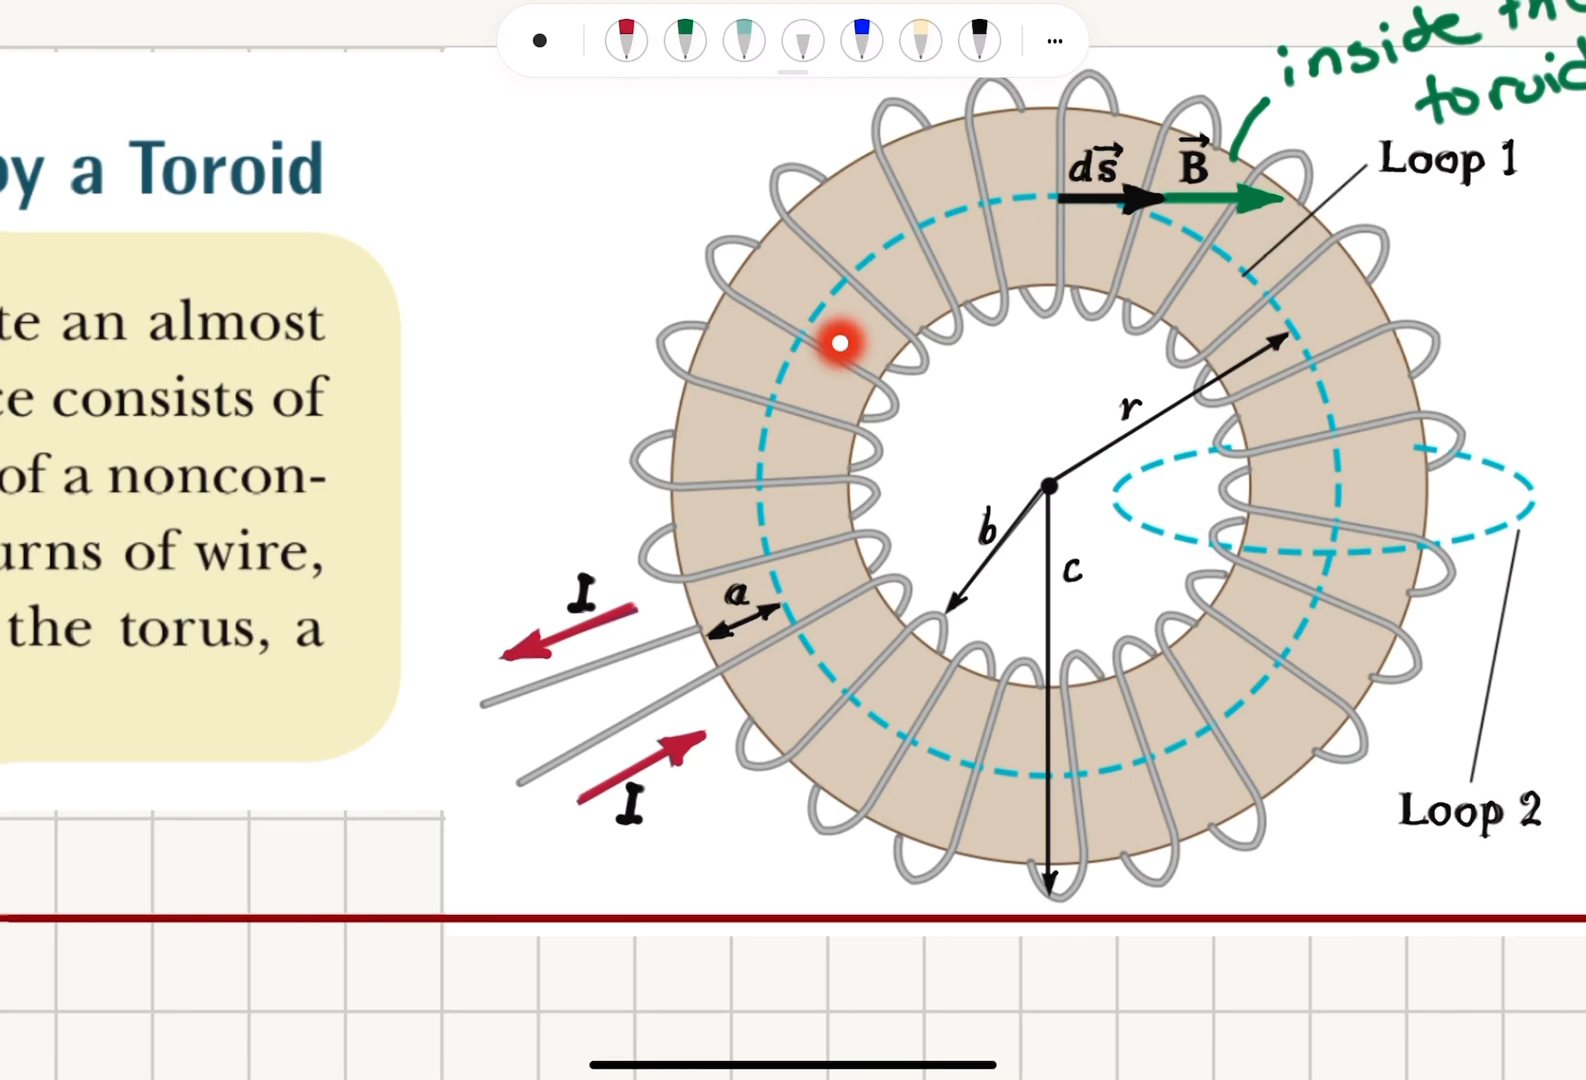 by a Toroid
te an almost
ce consists of
of a noncon-
urns of wire,
the torus, a
inside the
toroid
Loop 1
ds B
r
b
c
a
I
I
Loop 2